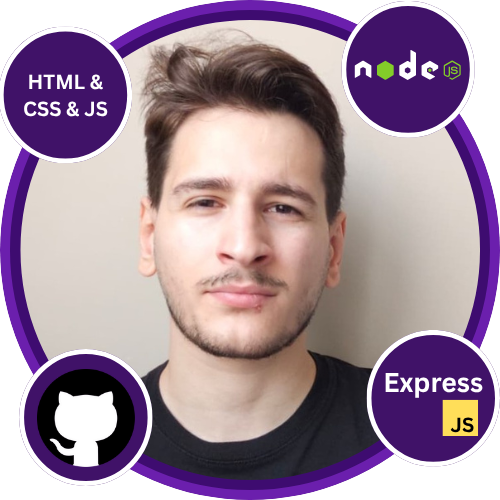 HTML &
CSS & JS
node
JS
Express
JS